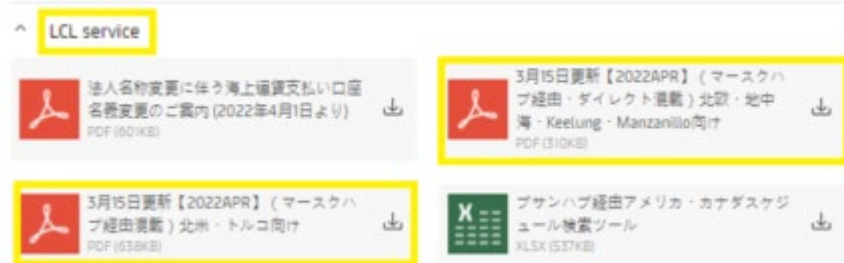 LCL service
法人名称変更に伴う海上運賃支払い口座
名義変更のご案内 (2022年4月1日より)
PDF (601KB)
3月15日更新【2022APR】 (マースクハ
ブ経由・ダイレクト混載) 北欧・地中
海・Keelung・Manzanillo向け
PDF (310KB)
3月15日更新【2022APR】 (マースクハ
ブ経由混載) 北米・トルコ向け
PDF (638KB)
プサンハブ経由アメリカ・カナダスケジ
ュール検索ツール
XLSX (537KB)